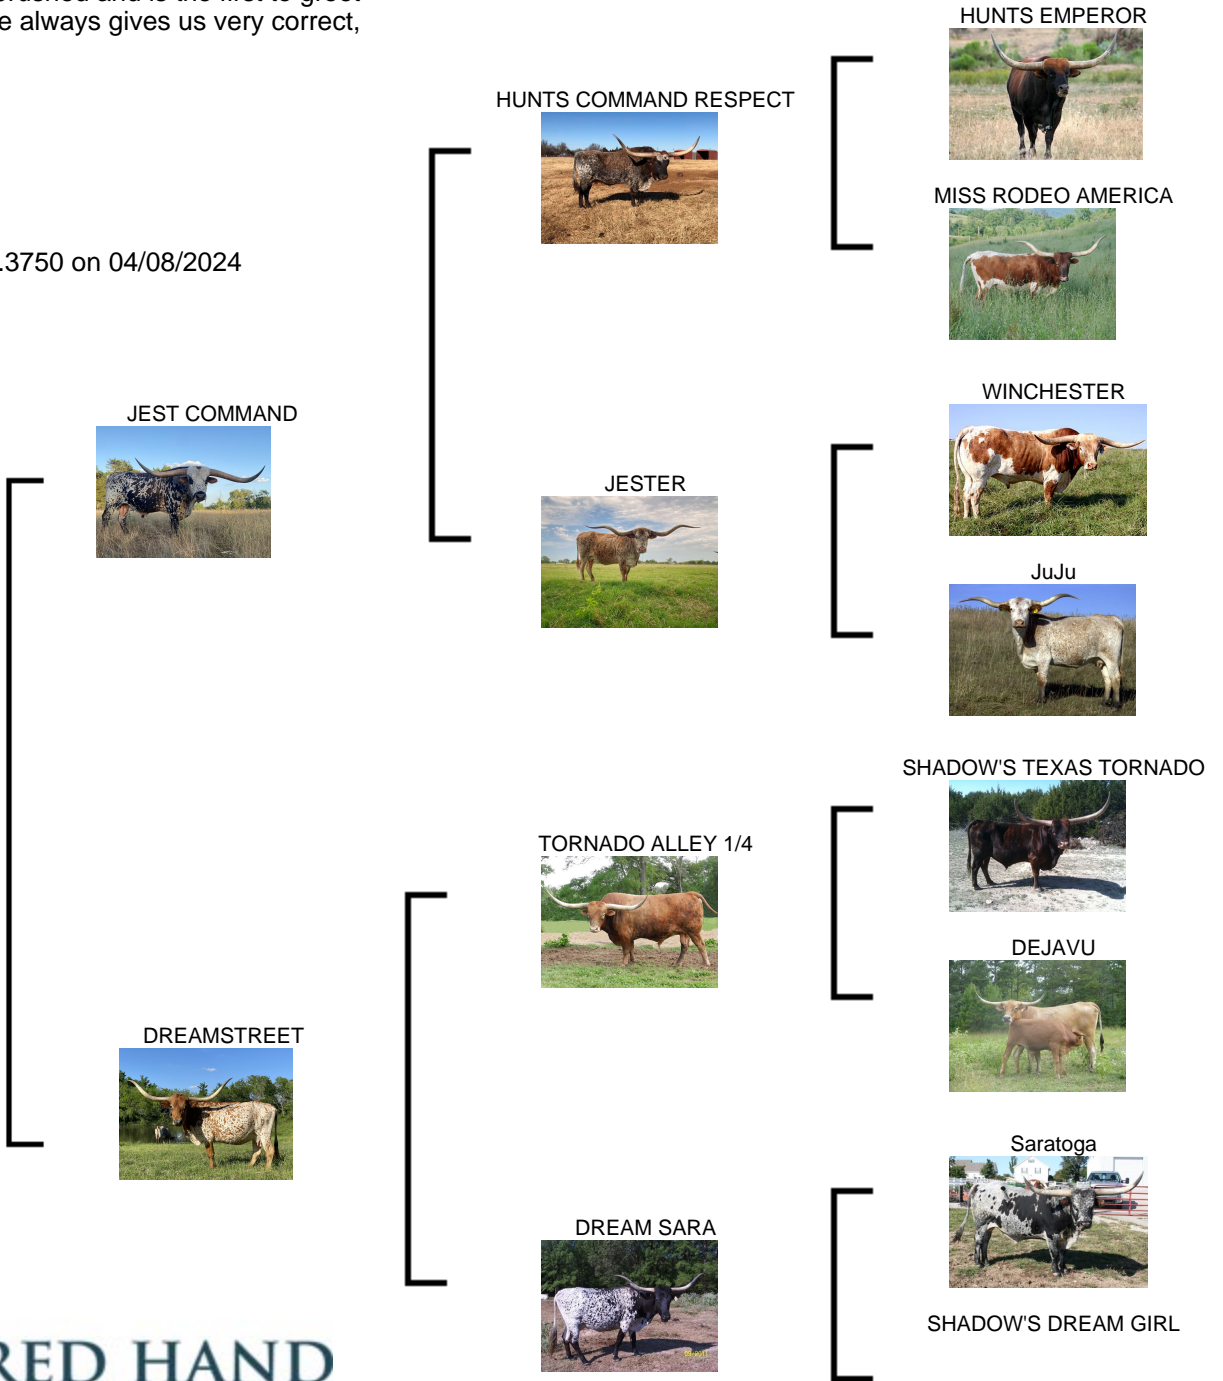 e always gives us very correct,
.3750 on 04/08/2024
HUNTS EMPEROR
HUNTS COMMAND RESPECT
MISS RODEO AMERICA
WINCHESTER
JEST COMMAND
JESTER
JuJu
SHADOW'S TEXAS TORNADO
TORNADO ALLEY 1/4
DEJAVU
DREAMSTREET
Saratoga
DREAM SARA
SHADOW'S DREAM GIRL
RED HAND